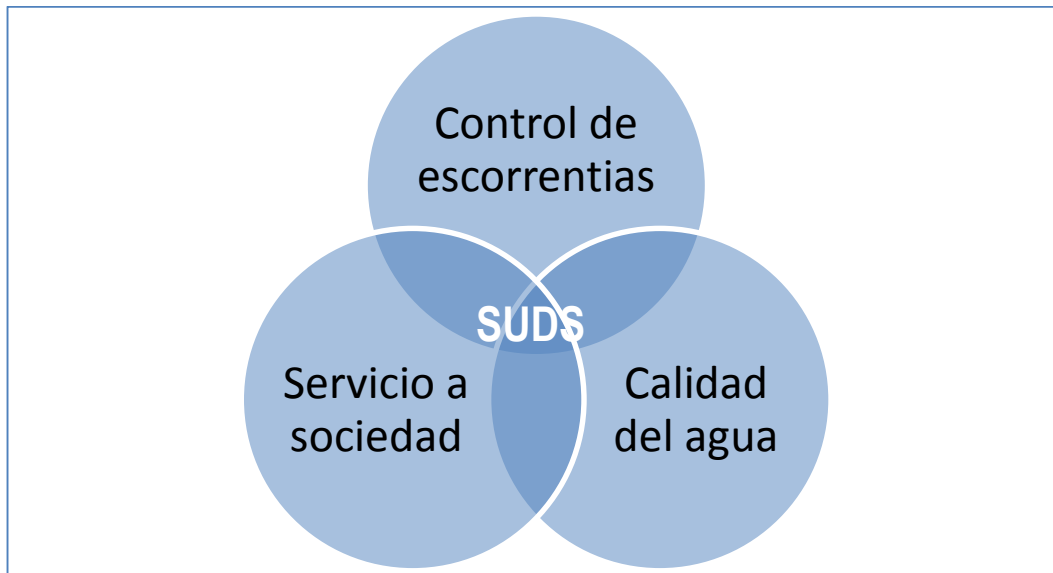 Control de
escorrentias
SUDS
Servicio a
sociedad
Calidad
del agua